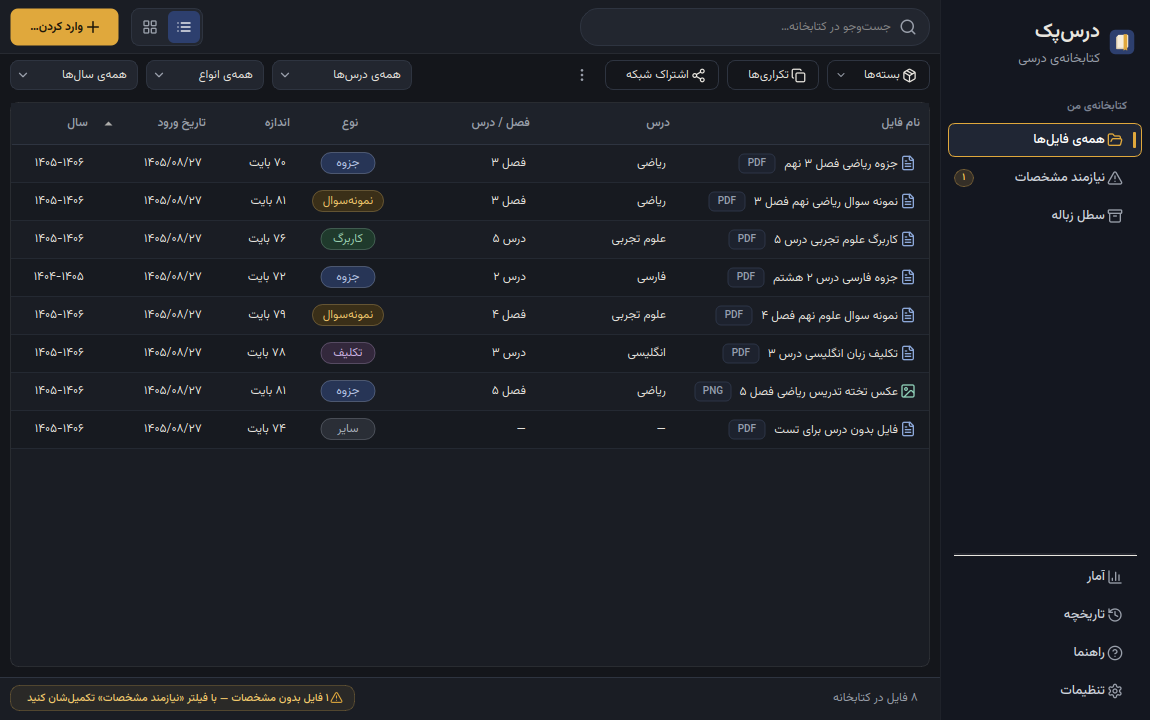 درس‌پک
کتابخانه‌ی درسی
کتابخانه‌ی من
همه‌ی فایل‌ها
نیازمند مشخصات ۱
سطل زباله
آمار
تاریخچه
راهنما
تنظیمات
جست‌وجو در کتابخانه...
وارد کردن...
بسته‌ها
تکراری‌ها
اشتراک شبکه
همه‌ی درس‌ها
همه‌ی انواع
همه‌ی سال‌ها
نام فایل درس فصل / درس نوع اندازه تاریخ ورود سال
جزوه ریاضی فصل ۳ نهم PDF ریاضی فصل ۳ جزوه ۷۰ بایت ۱۴۰۵/۰۸/۲۷ ۱۴۰۵-۱۴۰۶
نمونه سوال ریاضی نهم فصل ۳ PDF ریاضی فصل ۳ نمونه‌سوال ۸۱ بایت ۱۴۰۵/۰۸/۲۷ ۱۴۰۵-۱۴۰۶
کاربرگ علوم تجربی درس ۵ PDF علوم تجربی درس ۵ کاربرگ ۷۶ بایت ۱۴۰۵/۰۸/۲۷ ۱۴۰۵-۱۴۰۶
جزوه فارسی درس ۲ هشتم PDF فارسی درس ۲ جزوه ۷۲ بایت ۱۴۰۵/۰۸/۲۷ ۱۴۰۴-۱۴۰۵
نمونه سوال علوم نهم فصل ۴ PDF علوم تجربی فصل ۴ نمونه‌سوال ۷۹ بایت ۱۴۰۵/۰۸/۲۷ ۱۴۰۵-۱۴۰۶
تکلیف زبان انگلیسی درس ۳ PDF انگلیسی درس ۳ تکلیف ۷۸ بایت ۱۴۰۵/۰۸/۲۷ ۱۴۰۵-۱۴۰۶
عکس تخته تدریس ریاضی فصل ۵ PNG ریاضی فصل ۵ جزوه ۸۱ بایت ۱۴۰۵/۰۸/۲۷ ۱۴۰۵-۱۴۰۶
فایل بدون درس برای تست PDF — — سایر ۷۴ بایت ۱۴۰۵/۰۸/۲۷ ۱۴۰۵-۱۴۰۶
۸ فایل در کتابخانه
۱ فایل بدون مشخصات — با فیلتر «نیازمند مشخصات» تکمیل‌شان کنید